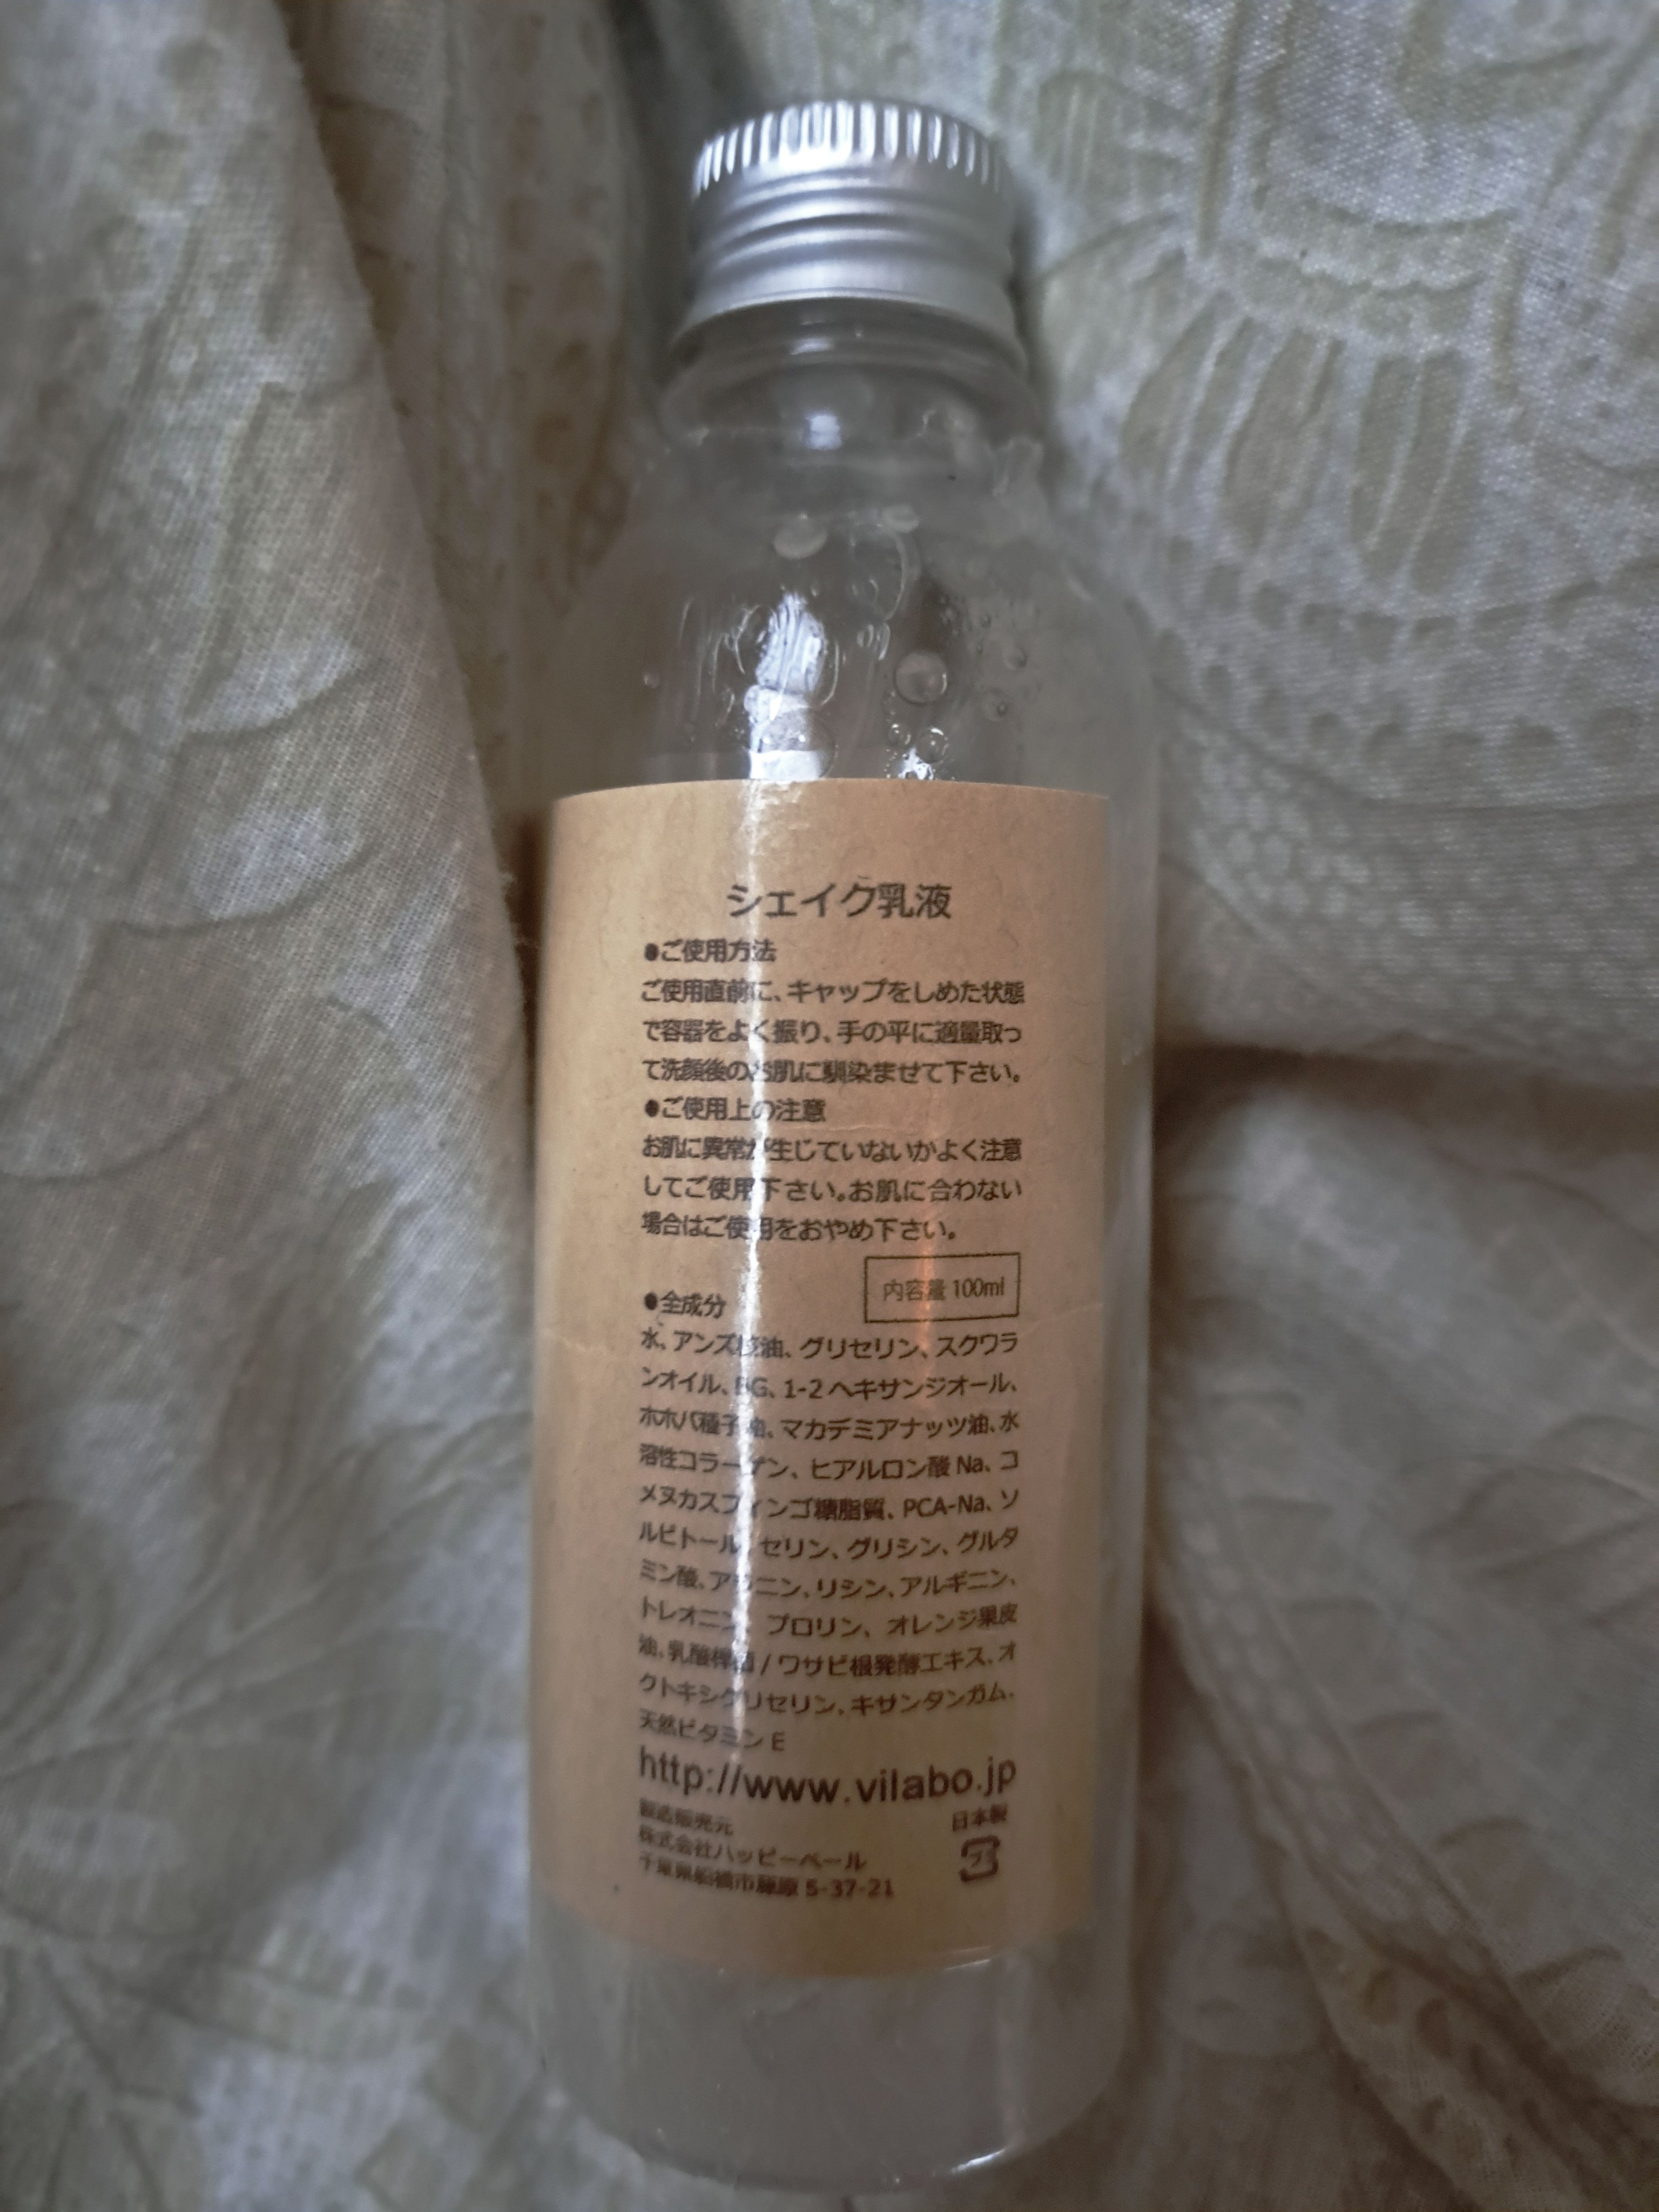 シェイク乳液
●ご使用方法
ご使用直前に、キャップをしめた状態
で容器をよく振り、手の平に適量取っ
て洗顔後のお肌に馴染ませて下さい。
●ご使用上の注意
お肌に異常が生じていないかよく注意
してご使用下さい。お肌に合わない
場合はご使用をおやめ下さい。
内容量 100ml
●全成分
水、アンズ核油、グリセリン、スクワラ
ンオイル、BG、1-2 ヘキサンジオール、
ホホバ種子油、マカデミアナッツ油、水
溶性コラーゲン、ヒアルロン酸 Na、コ
メヌカスフィンゴ糖脂質、PCA-Na、ソ
ルビトール、セリン、グリシン、グルタ
ミン酸、アラニン、リシン、アルギニン、
トレオニン、プロリン、オレンジ果皮
油、乳酸桿菌 / ワサビ根発酵エキス、オ
クトキシグリセリン、キサンタンガム、
天然ビタミン E
http://www.vilabo.jp
製造販売元
日本製
株式会社ハッピーベール
プラ
千葉県船橋市藤原 5-37-21